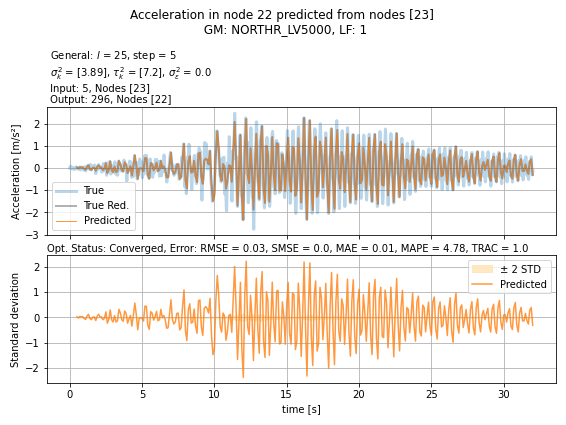 Acceleration in node 22 predicted from nodes [23]
GM: NORTHR_LV5000, LF: 1
General: l = 25, step = 5
σ²ₖ = [3.89], τ²ₖ = [7.2], σ²ε = 0.0
Input: 5, Nodes [23]
Output: 296, Nodes [22]
Acceleration [m/s²]
2
1
0
−1
−2
−3
True
True Red.
Predicted
Opt. Status: Converged, Error: RMSE = 0.03, SMSE = 0.0, MAE = 0.01, MAPE = 4.78, TRAC = 1.0
Standard deviation
2
1
0
−1
−2
± 2 STD
Predicted
0 5 10 15 20 25 30
time [s]